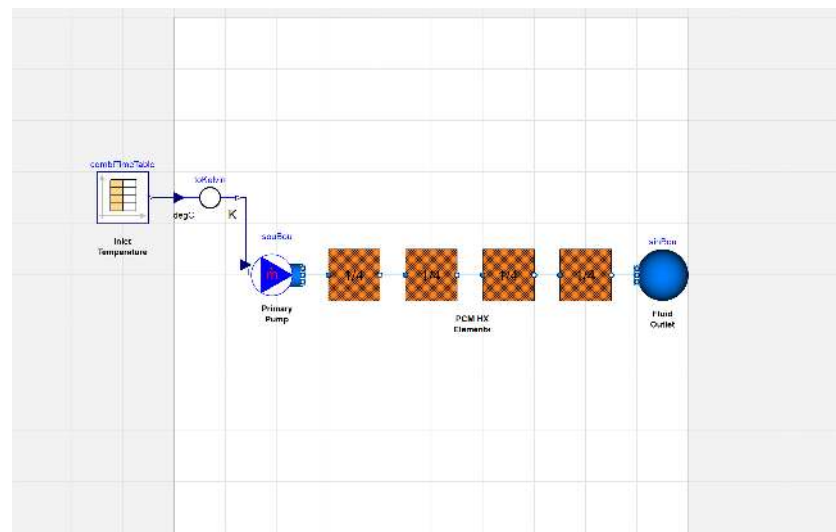 combiTimeTable
toKelvin
degC
K
Inlet
Temperature
souBou
ṁ
Primary
Pump
1/4
1/4
1/4
1/4
PCM HX
Elements
sinBou
Fluid
Outlet